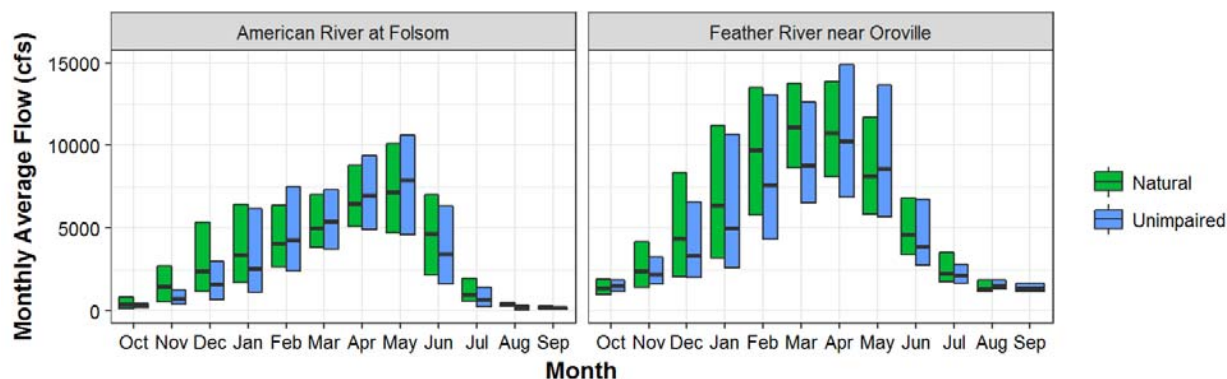 American River at Folsom Feather River near Oroville
Monthly Average Flow (cfs)
15000
10000
5000
0
Oct Nov Dec Jan Feb Mar Apr May Jun Jul Aug Sep Oct Nov Dec Jan Feb Mar Apr May Jun Jul Aug Sep
Month
Natural
Unimpaired